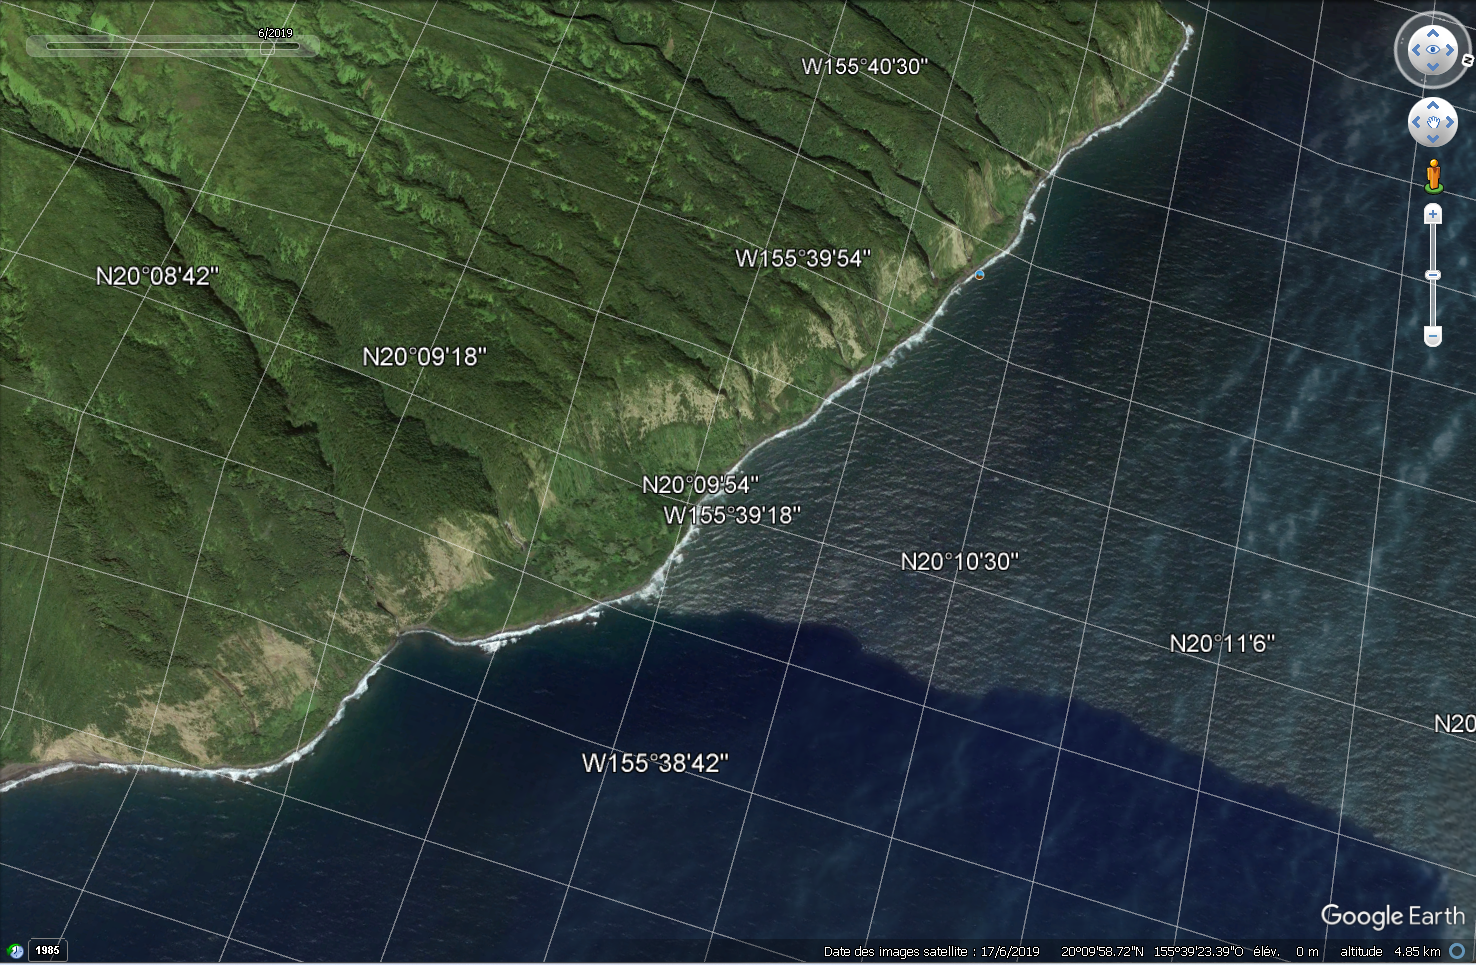 6/2019
W155°40'30"
N
W155°39'54"
N20°08'42"
N20°09'18"
N20°09'54"
W155°39'18"
N20°10'30"
N20°11'6"
N20
W155°38'42"
Google Earth
1985
Date des images satellite : 17/6/2019 20°09'58.72"N 155°39'23.39"O élév. 0 m altitude 4.85 km